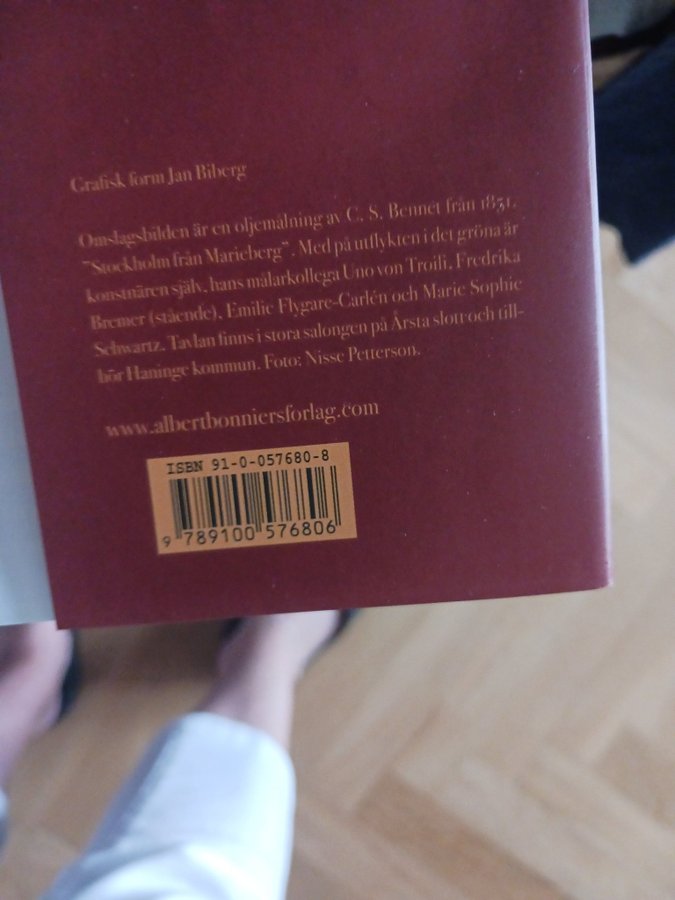 Grafisk form Jan Biberg
Omslagsbilden är en oljemålning av C. S. Bennet från 1831,
"Stockholm från Marieberg". Med på utflykten i det gröna är
konstnären själv, hans målarkollega Uno von Troili, Fredrika
Bremer (stående), Emilie Flygare-Carlén och Marie Sophie
Schwartz. Tavlan finns i stora salongen på Årsta slott och till-
hör Haninge kommun. Foto: Nisse Petterson.
www.albertbonniersforlag.com
ISBN 91-0-057680-8
9 789100 576806